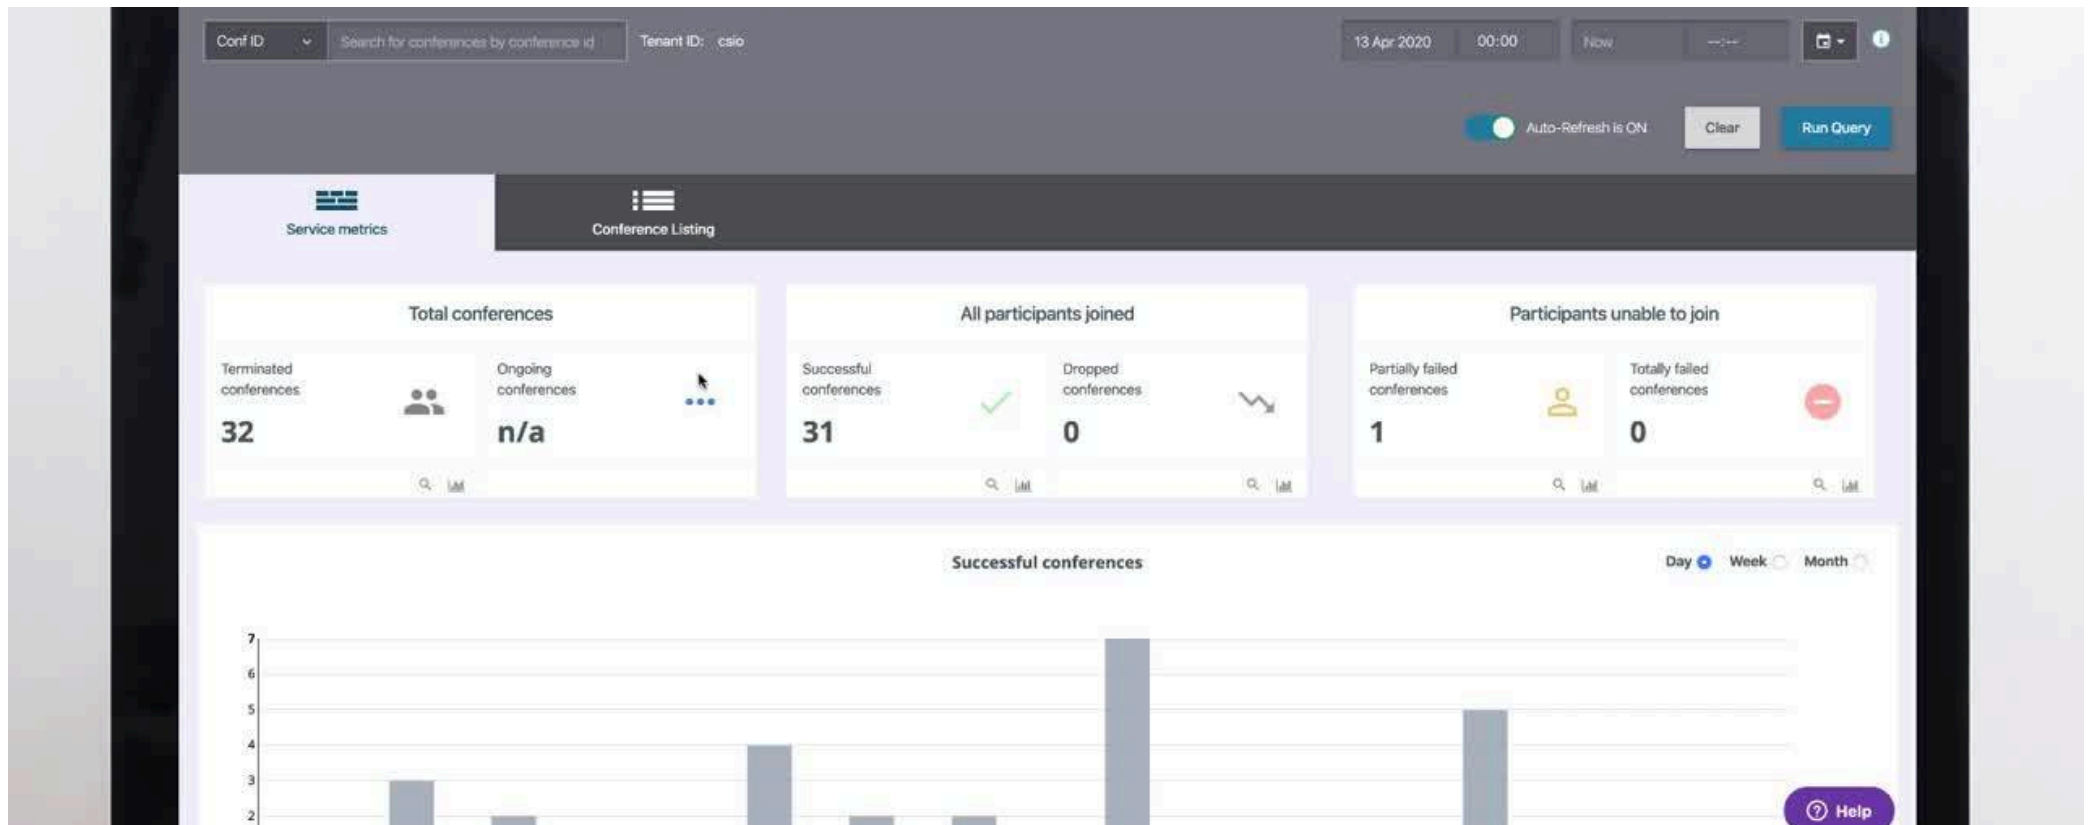 Conf ID
Search for conferences by conference id
Tenant ID: csio
13 Apr 2020 00:00
Now --:--
Auto-Refresh is ON
Clear
Run Query
Service metrics
Conference Listing
Total conferences
Terminated
conferences
32
Ongoing
conferences
n/a
All participants joined
Successful
conferences
31
Dropped
conferences
0
Participants unable to join
Partially failed
conferences
1
Totally failed
conferences
0
Successful conferences
Day Week Month
7
6
5
4
3
2
Help